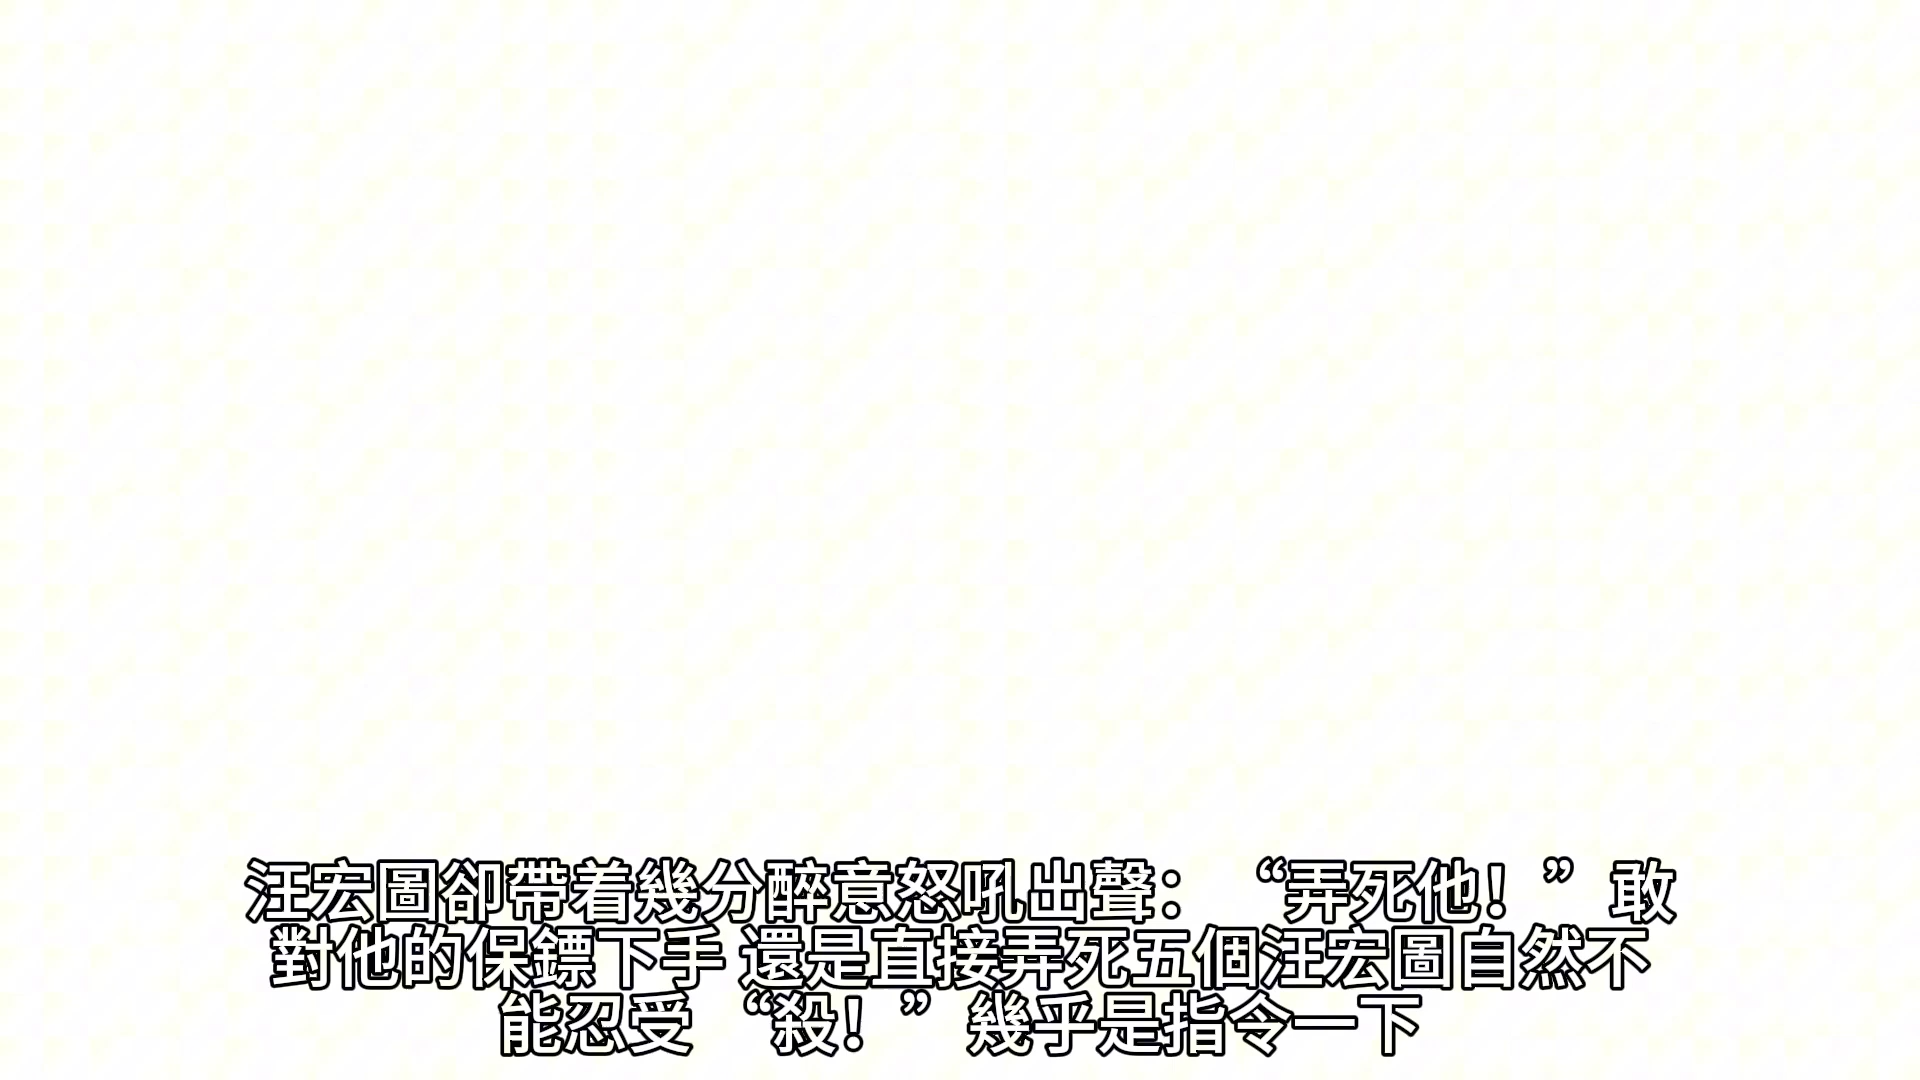 汪宏圖卻帶着幾分醉意怒吼出聲：“弄死他！”敢
對他的保鏢下手 還是直接弄死五個汪宏圖自然不
能忍受 “殺！”幾乎是指令一下